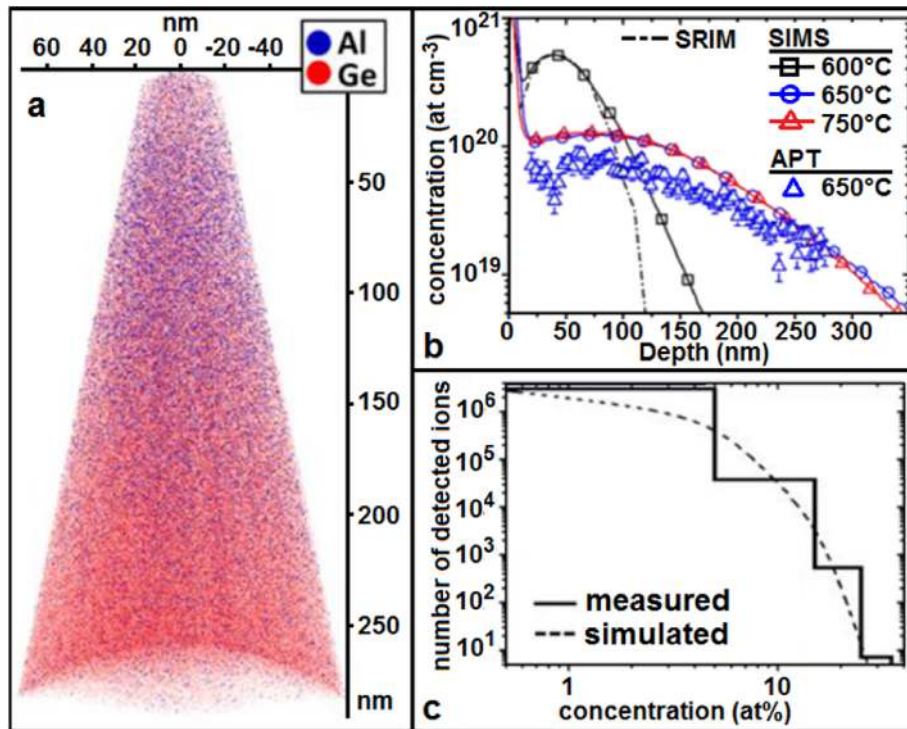 nm
60 40 20 0 -20 -40
Al
Ge
a
50
100
150
200
250
nm
10²¹
10²⁰
10¹⁹
concentration (at cm⁻³)
SRIM
SIMS
600°C
650°C
750°C
APT
650°C
0 50 100 150 200 250 300
b
Depth (nm)
10⁶
10⁵
10⁴
10³
10²
10¹
number of detected ions
measured
simulated
1 10
c
concentration (at%)